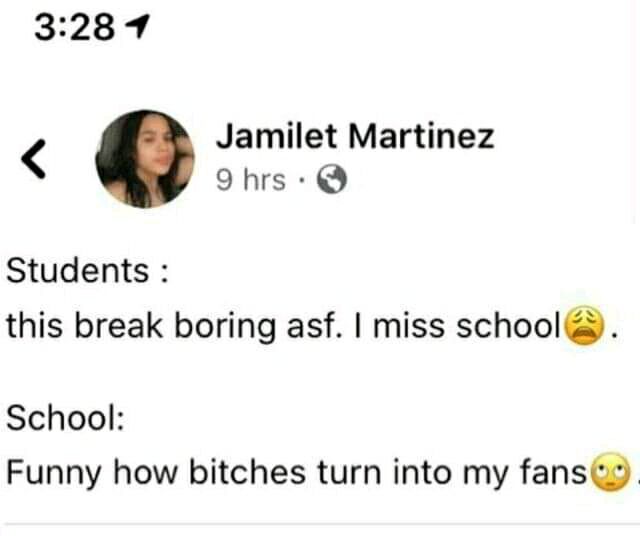 3:28
Jamilet Martinez
9 hrs ·
Students :
this break boring asf. I miss school😩.
School:
Funny how bitches turn into my fans🙄.